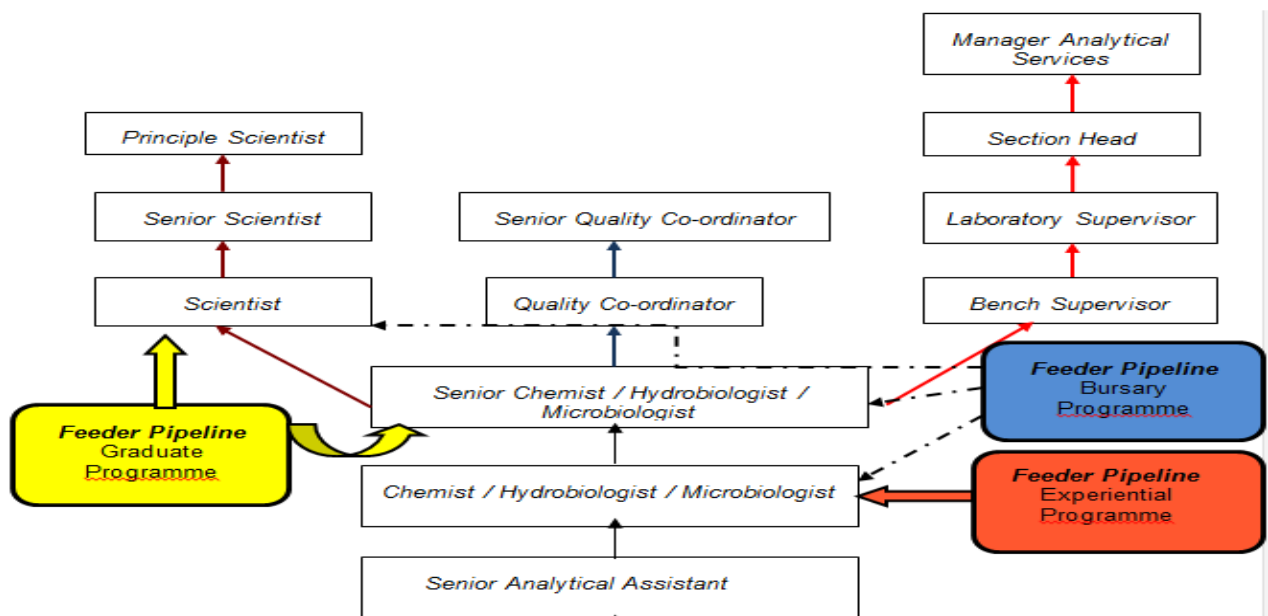 Manager Analytical
Services
Principle Scientist
Section Head
Senior Scientist
Senior Quality Co-ordinator
Laboratory Supervisor
Scientist
Quality Co-ordinator
Bench Supervisor
Senior Chemist / Hydrobiologist /
Microbiologist
Feeder Pipeline
Bursary
Programme
Feeder Pipeline
Graduate
Programme
Chemist / Hydrobiologist / Microbiologist
Feeder Pipeline
Experiential
Programme
Senior Analytical Assistant